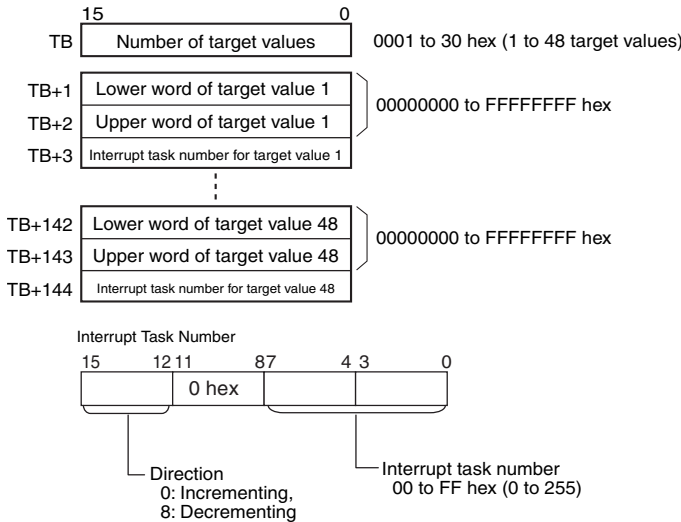 15 0
TB Number of target values 0001 to 30 hex (1 to 48 target values)
TB+1 Lower word of target value 1
00000000 to FFFFFFFF hex
TB+2 Upper word of target value 1
TB+3 Interrupt task number for target value 1
TB+142 Lower word of target value 48
00000000 to FFFFFFFF hex
TB+143 Upper word of target value 48
TB+144 Interrupt task number for target value 48
Interrupt Task Number
15 12 11 8 7 4 3 0
0 hex
Direction
0: Incrementing,
8: Decrementing
Interrupt task number
00 to FF hex (0 to 255)